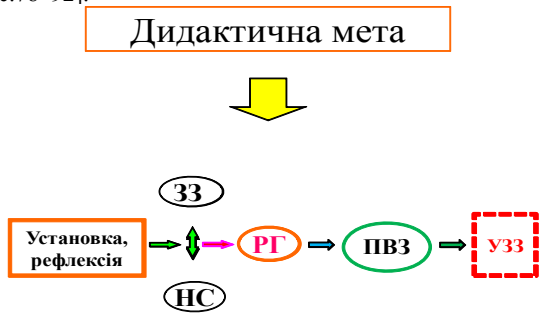 Дидактична мета
ЗЗ
Установка,
рефлексія
РГ
ПВЗ
УЗЗ
НС